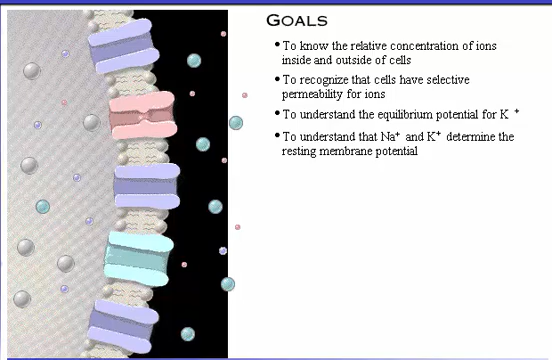 GOALS
• To know the relative concentration of ions
inside and outside of cells
• To recognize that cells have selective
permeability for ions
• To understand the equilibrium potential for K +
• To understand that Na+ and K+ determine the
resting membrane potential